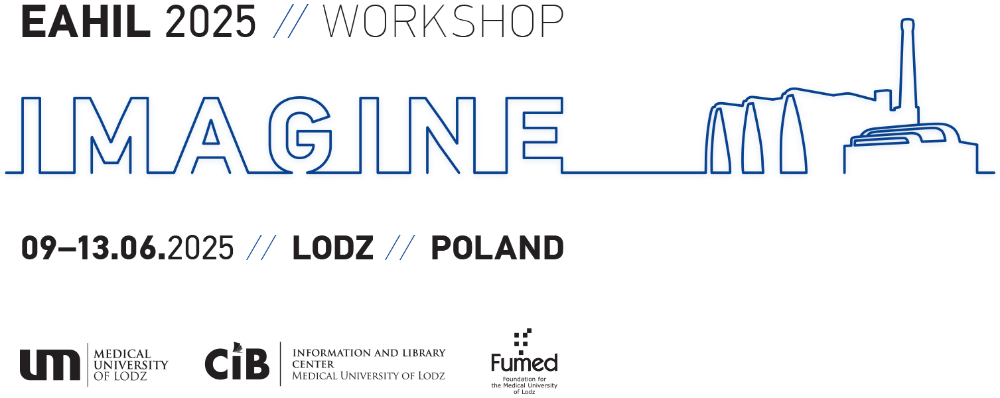 EAHIL 2025 // WORKSHOP
IMAGINE
09–13.06.2025 // LODZ // POLAND
um
MEDICAL
UNIVERSITY
OF LODZ
CiB
INFORMATION AND LIBRARY
CENTER
MEDICAL UNIVERSITY OF LODZ
Fumed
Foundation for
the Medical University
of Lodz